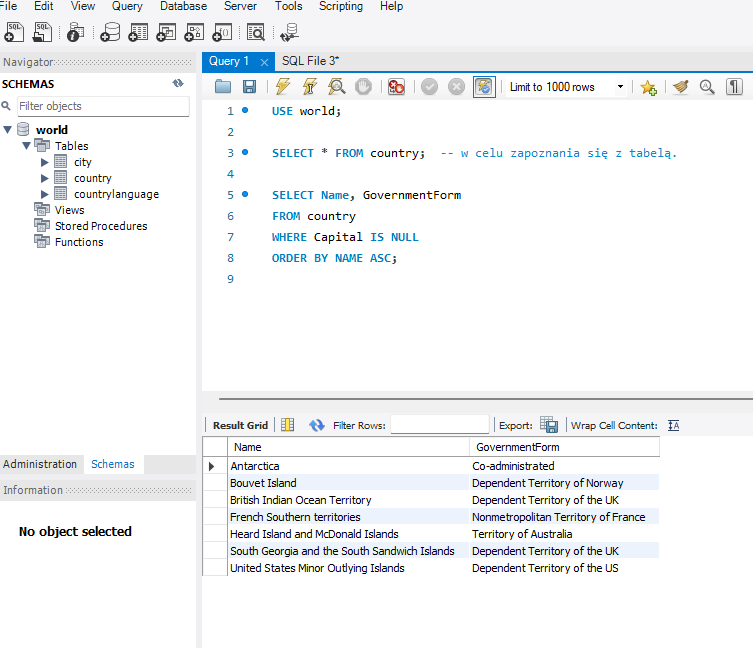 File Edit View Query Database Server Tools Scripting Help
Navigator
SCHEMAS
Filter objects
world
Tables
city
country
countrylanguage
Views
Stored Procedures
Functions
Administration Schemas
Information
No object selected
Query 1 SQL File 3*
Limit to 1000 rows
1 USE world;
2
3 SELECT * FROM country; -- w celu zapoznania się z tabelą.
4
5 SELECT Name, GovernmentForm
6 FROM country
7 WHERE Capital IS NULL
8 ORDER BY NAME ASC;
9
Result Grid Filter Rows: Export: Wrap Cell Content:
Name GovernmentForm
Antarctica Co-administrated
Bouvet Island Dependent Territory of Norway
British Indian Ocean Territory Dependent Territory of the UK
French Southern territories Nonmetropolitan Territory of France
Heard Island and McDonald Islands Territory of Australia
South Georgia and the South Sandwich Islands Dependent Territory of the UK
United States Minor Outlying Islands Dependent Territory of the US